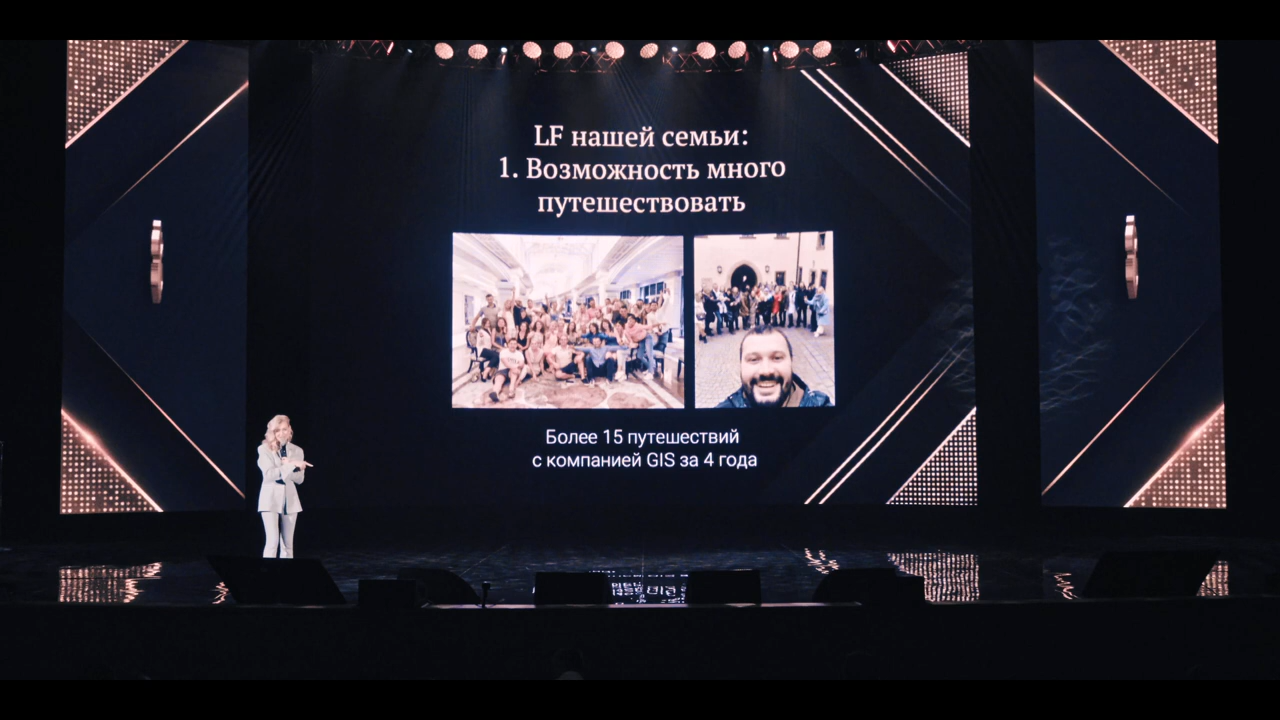 LF нашей семьи:
1. Возможность много
путешествовать
Более 15 путешествий
с компанией GIS за 4 года